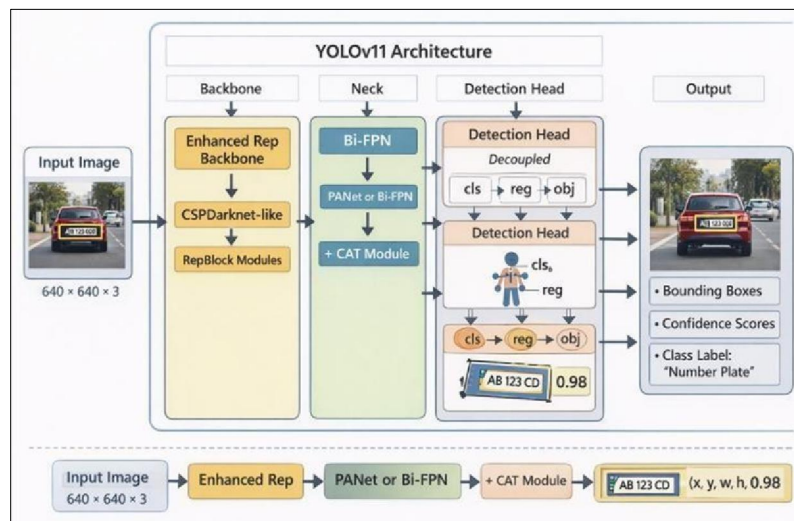 YOLOv11 Architecture
Backbone
Neck
Detection Head
Output
Input Image
640 × 640 × 3
Enhanced Rep
Backbone
CSPDarknet-like
RepBlock Modules
Bi-FPN
PANet or Bi-FPN
+ CAT Module
Detection Head
Decoupled
cls
reg
obj
Detection Head
cls
reg
cls
reg
obj
AB 123 CD
0.98
• Bounding Boxes
• Confidence Scores
• Class Label:
"Number Plate"
Input Image
640 × 640 × 3
Enhanced Rep
PANet or Bi-FPN
+ CAT Module
AB 123 CD
(x, y, w, h, 0.98